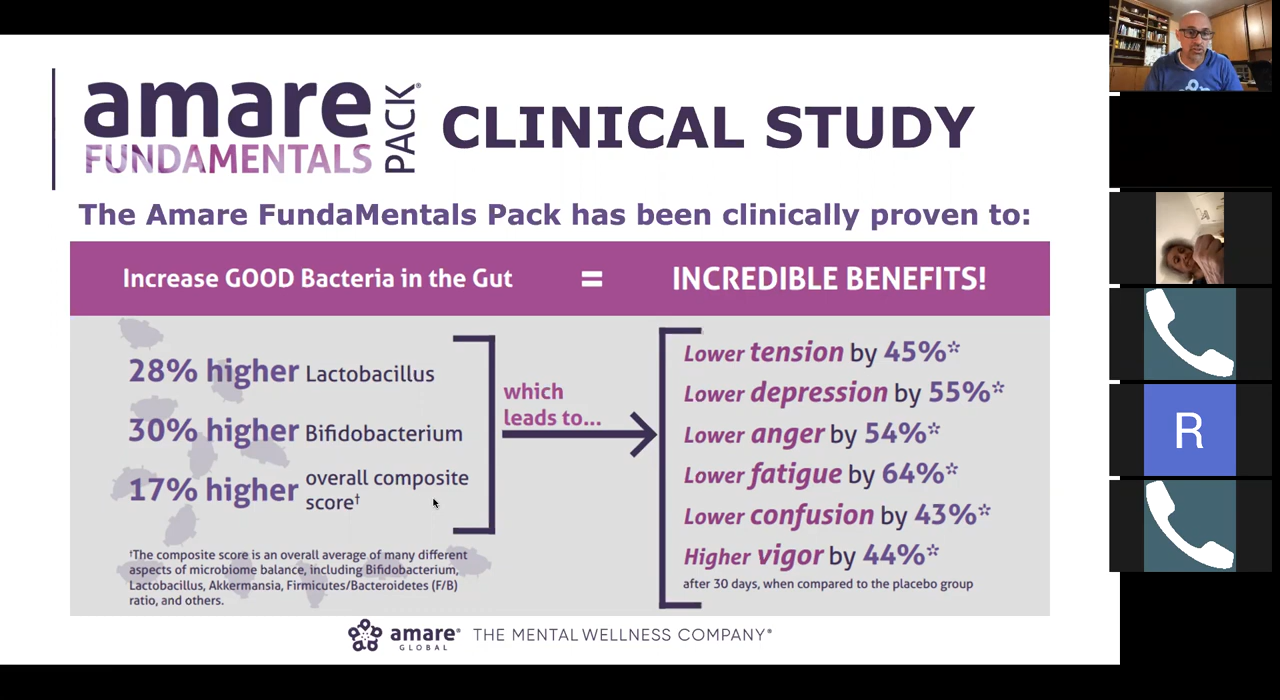 amare®
FUNDAMENTALS
PACK
CLINICAL STUDY
The Amare FundaMentals Pack has been clinically proven to:
Increase GOOD Bacteria in the Gut = INCREDIBLE BENEFITS!
28% higher Lactobacillus
30% higher Bifidobacterium
17% higher overall composite
score†
†The composite score is an overall average of many different
aspects of microbiome balance, including Bifidobacterium,
Lactobacillus, Akkermansia, Firmicutes/Bacteroidetes (F/B)
ratio, and others.
which
leads to...
Lower tension by 45%*
Lower depression by 55%*
Lower anger by 54%*
Lower fatigue by 64%*
Lower confusion by 43%*
Higher vigor by 44%*
after 30 days, when compared to the placebo group
amare® THE MENTAL WELLNESS COMPANY®
GLOBAL
R